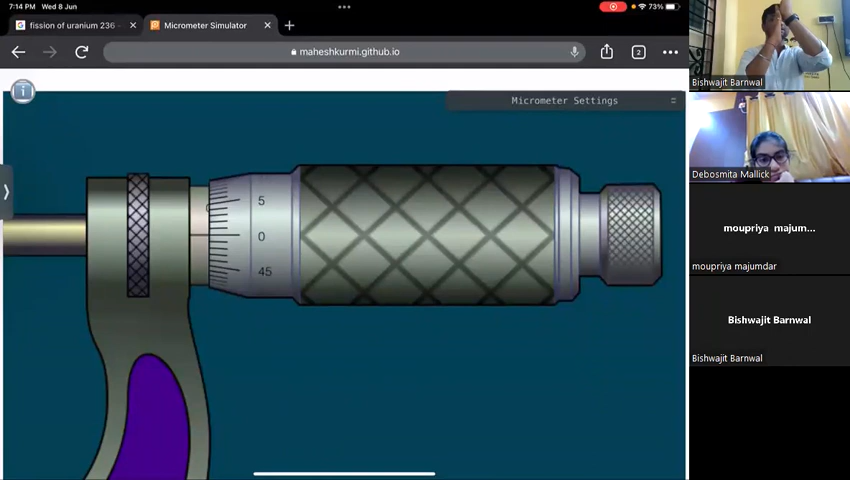 7:14 PM Wed 8 Jun
73%
fission of uranium 236
Micrometer Simulator
maheshkurmi.github.io
2
Micrometer Settings
0
5
0
45
Bishwajit Barnwal
Debosmita Mallick
moupriya majum...
moupriya majumdar
Bishwajit Barnwal
Bishwajit Barnwal